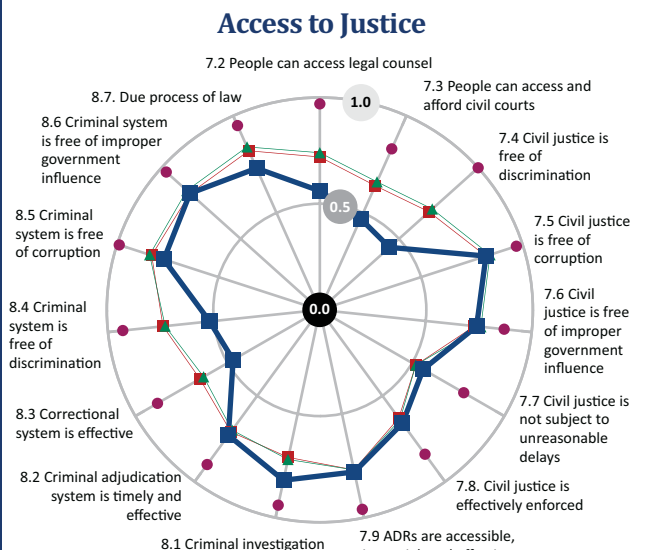 Access to Justice
7.2 People can access legal counsel
7.3 People can access and
afford civil courts
7.4 Civil justice is
free of
discrimination
7.5 Civil justice
is free of
corruption
7.6 Civil
justice is free
of improper
government
influence
7.7 Civil justice is
not subject to
unreasonable
delays
7.8. Civil justice is
effectively enforced
7.9 ADRs are accessible,
8.1 Criminal investigation
8.2 Criminal adjudication
system is timely and
effective
8.3 Correctional
system is effective
8.4 Criminal
system is
free of
discrimination
8.5 Criminal
system is free
of corruption
8.6 Criminal system
is free of improper
government
influence
8.7. Due process of law
1.0
0.5
0.0